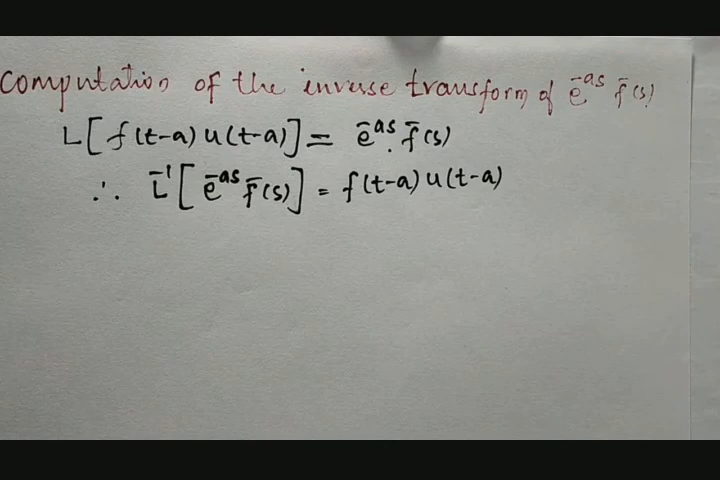 Computation of the inverse transform of e^{-as} f̄(s)
L[f(t-a)u(t-a)] = e^{-as}. f̄(s)
∴ L^{-1}[e^{-as} f̄(s)] = f(t-a)u(t-a)